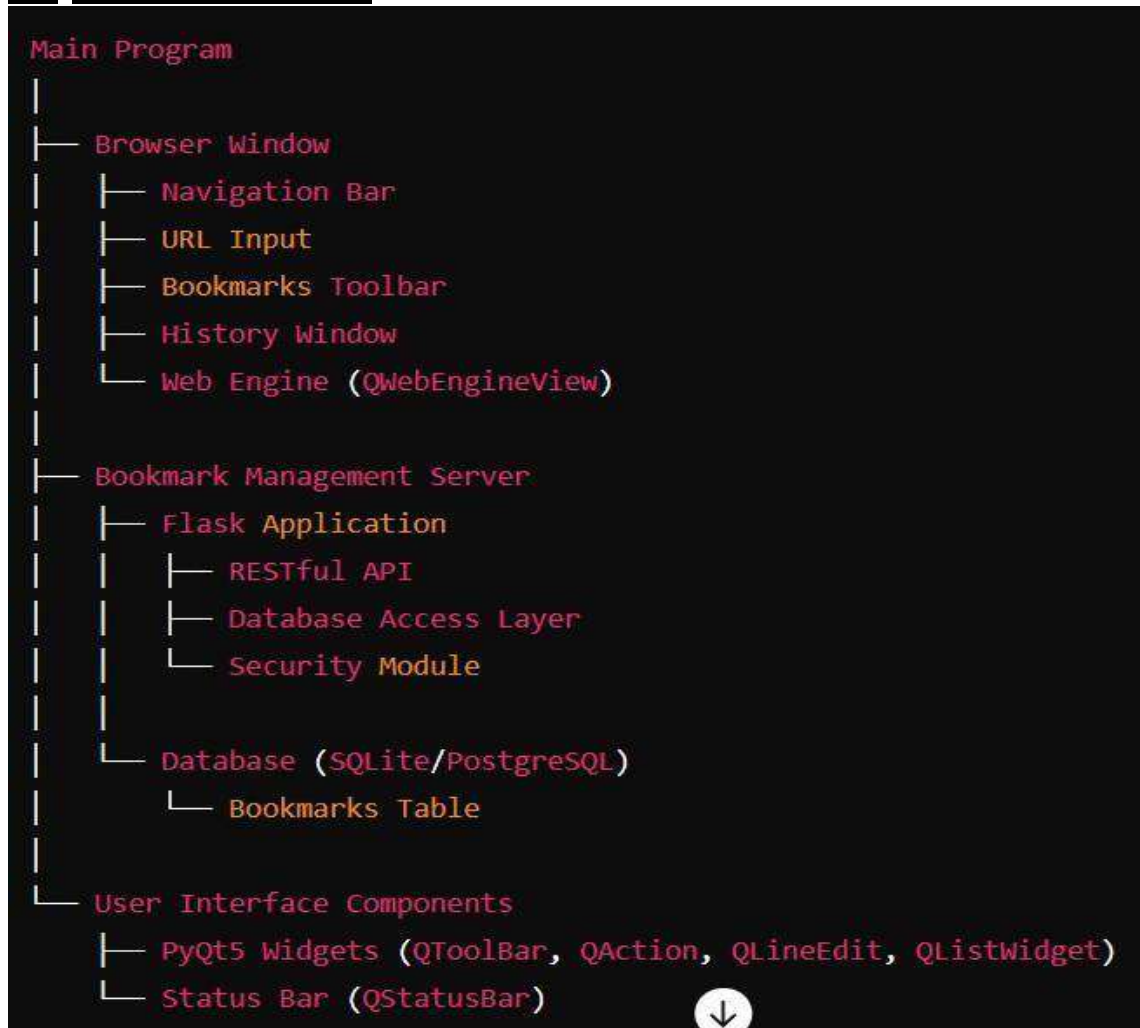 Main Program
Browser Window
Navigation Bar
URL Input
Bookmarks Toolbar
History Window
Web Engine (QWebEngineView)
Bookmark Management Server
Flask Application
RESTful API
Database Access Layer
Security Module
Database (SQLite/PostgreSQL)
Bookmarks Table
User Interface Components
PyQt5 Widgets (QToolBar, QAction, QLineEdit, QListWidget)
Status Bar (QStatusBar)